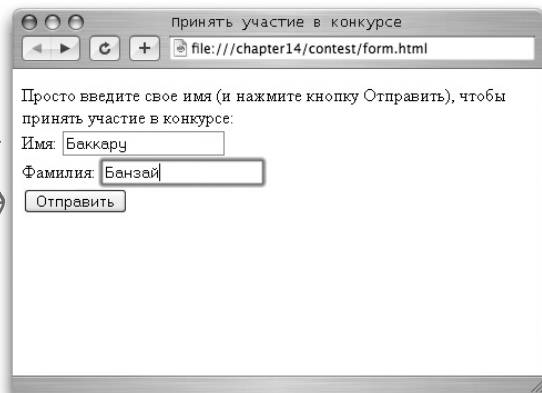 Принять участие в конкурсе
file:///chapter14/contest/form.html
Просто введите свое имя (и нажмите кнопку Отправить), чтобы
принять участие в конкурсе:
Имя: Баккару
Фамилия: Банзай
Отправить